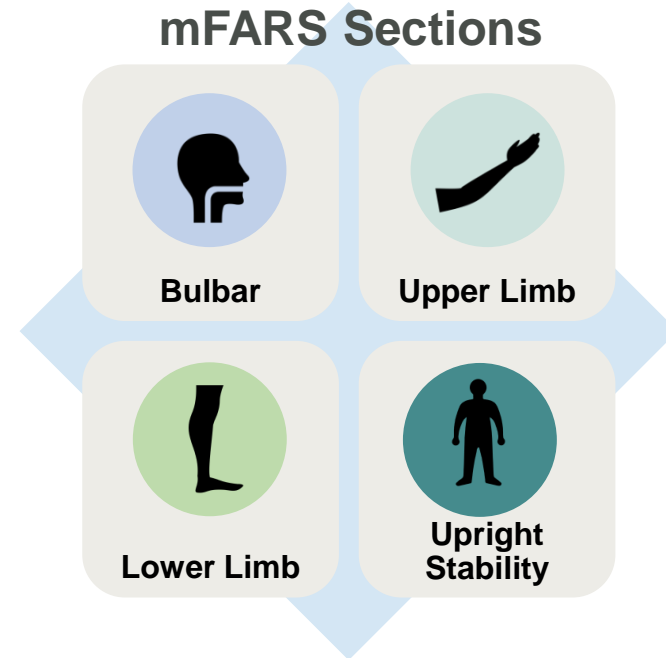 mFARS Sections
Bulbar
Upper Limb
Lower Limb
Upright
Stability